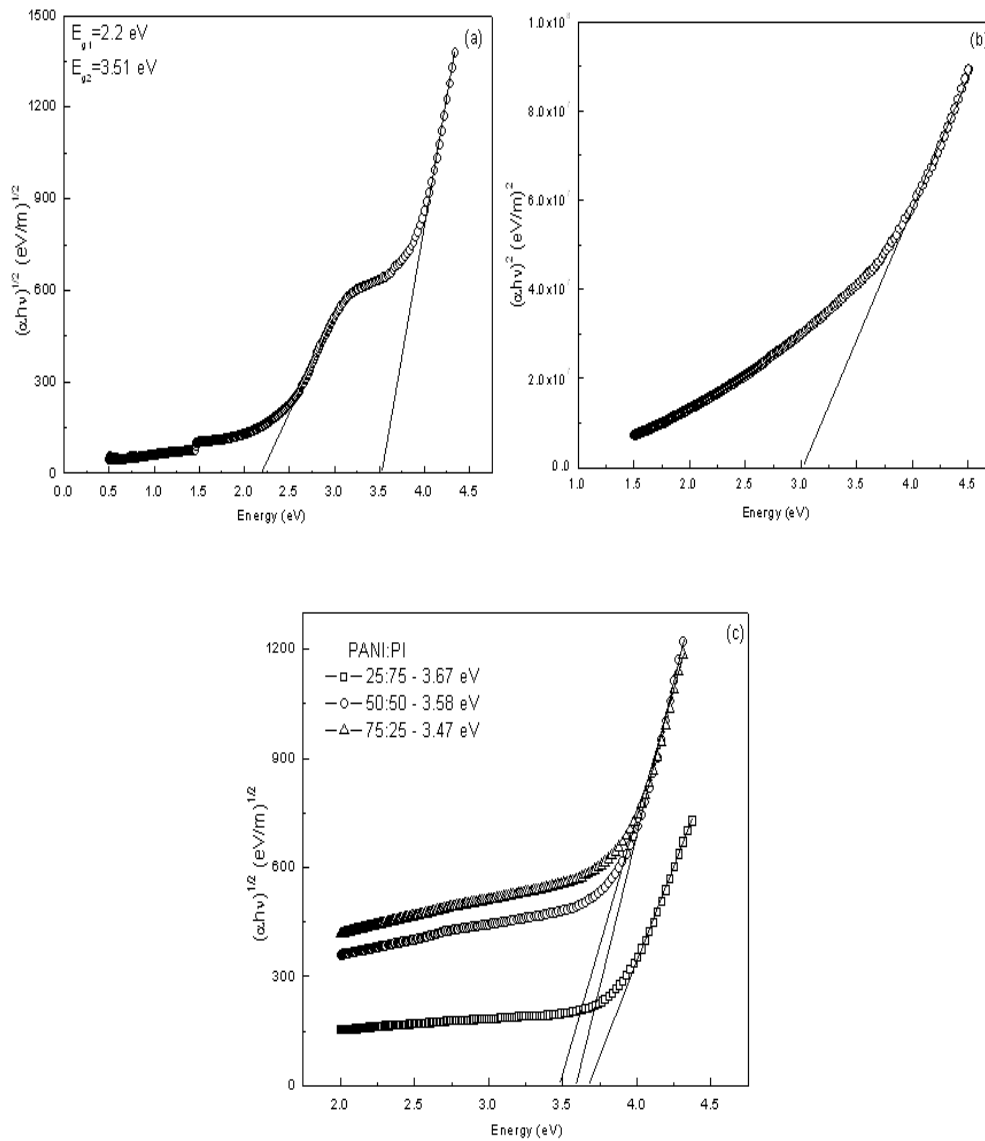 (a)
E_g1=2.2 eV
E_g2=3.51 eV
1500
1200
900
600
300
0
(αhν)^1/2 (eV/m)^1/2
0.0 0.5 1.0 1.5 2.0 2.5 3.0 3.5 4.0 4.5
Energy (eV)
(b)
8.0x10^7
6.0x10^7
4.0x10^7
2.0x10^7
0.0
(αhν)^2 (eV/m)^2
1.0 1.5 2.0 2.5 3.0 3.5 4.0 4.5
Energy (eV)
(c)
PANI:PI
25:75 - 3.67 eV
50:50 - 3.58 eV
75:25 - 3.47 eV
1200
900
600
300
0
(αhν)^1/2 (eV/m)^1/2
2.0 2.5 3.0 3.5 4.0 4.5
Energy (eV)